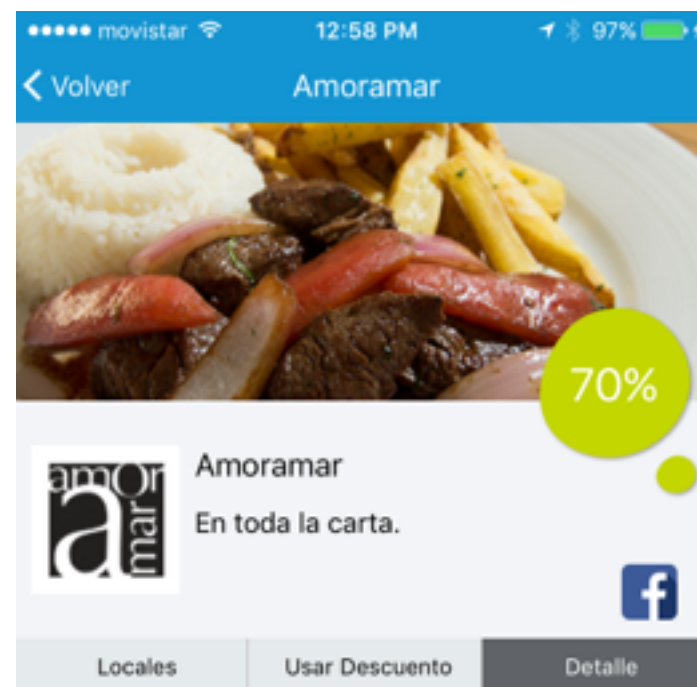 movistar 12:58 PM 97%
Volver Amoramar
70%
amor
a mar
Amoramar
En toda la carta.
f
Locales Usar Descuento Detalle